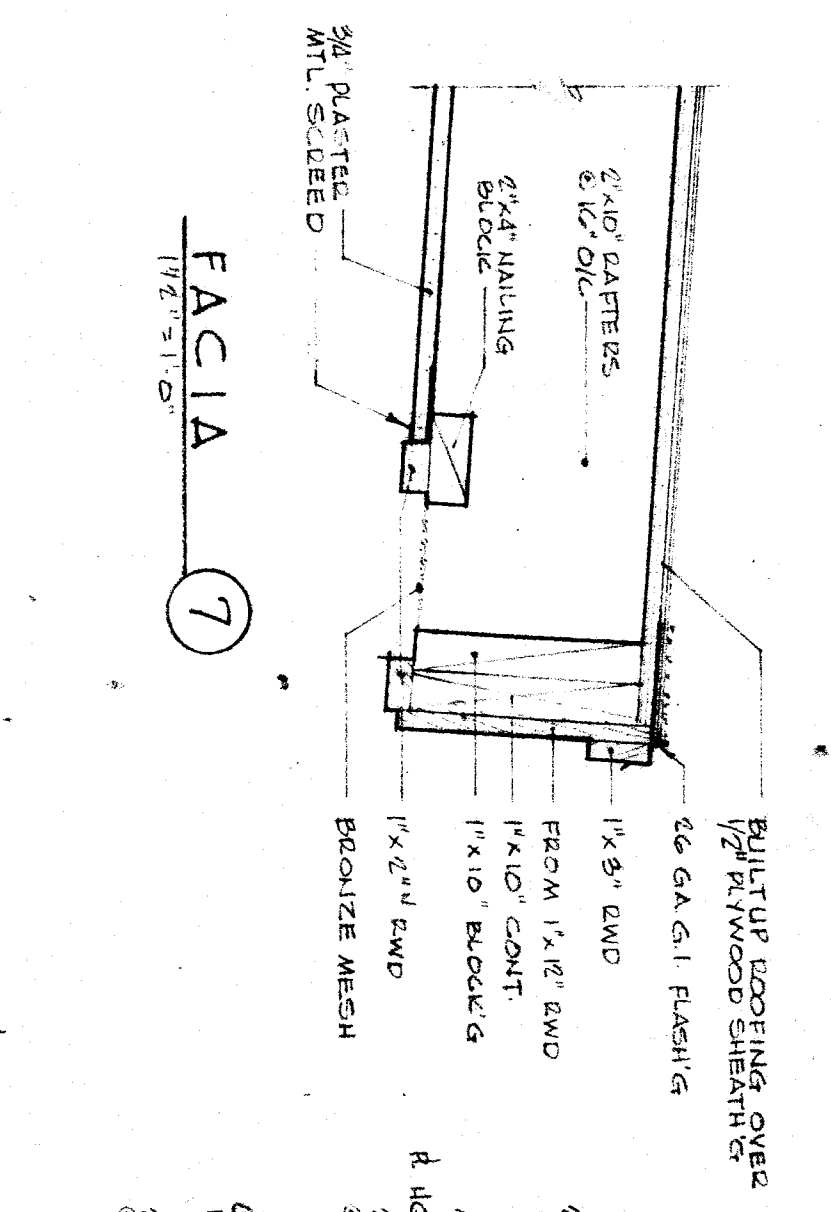 BUILT UP ROOFING OVER
1/2" PLYWOOD SHEATH'G
26 GA. G.I. FLASH'G
1"x3" RWD
FROM 1"x12" RWD
1"x10" CONT.
1"x10" BLOCK'G
1"x2" RWD
BRONZE MESH
2"x10" RAFTERS
@ 16" O/C
2"x4" NAILING
BLOCK
3/4" PLASTER
MTL. SCREED
FACIA 7
1 1/2" = 1'-0"